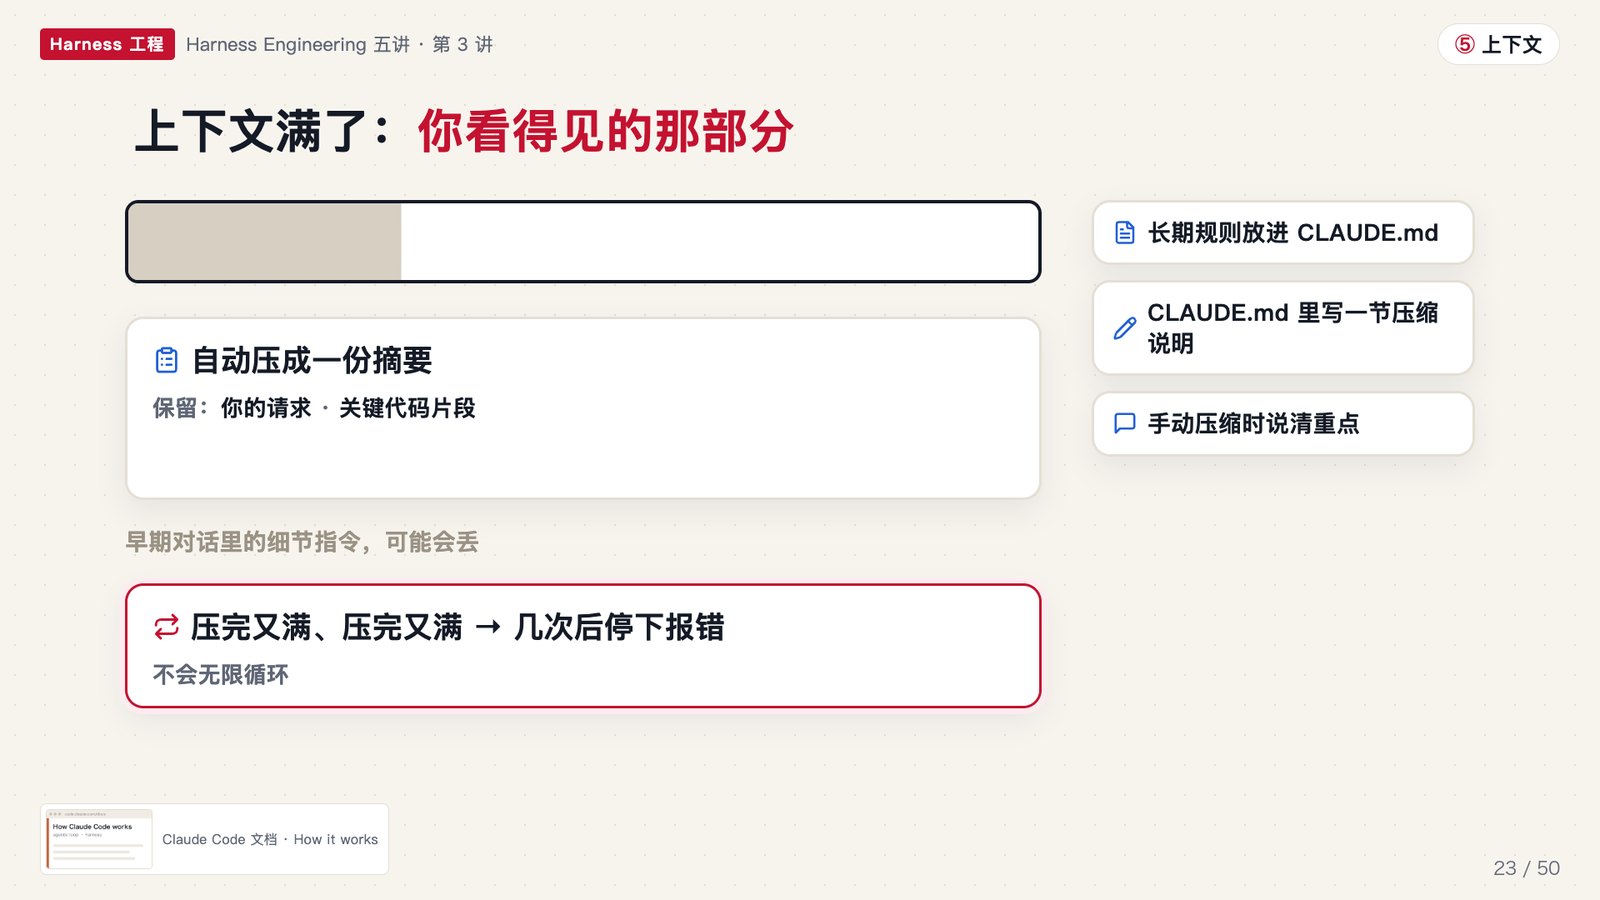 Harness 工程
Harness Engineering 五讲 · 第 3 讲
⑤ 上下文
上下文满了：你看得见的那部分
自动压成一份摘要
保留：你的请求 · 关键代码片段
早期对话里的细节指令，可能会丢
压完又满、压完又满 → 几次后停下报错
不会无限循环
长期规则放进 CLAUDE.md
CLAUDE.md 里写一节压缩
说明
手动压缩时说清重点
How Claude Code works
Claude Code 文档 · How it works
23 / 50